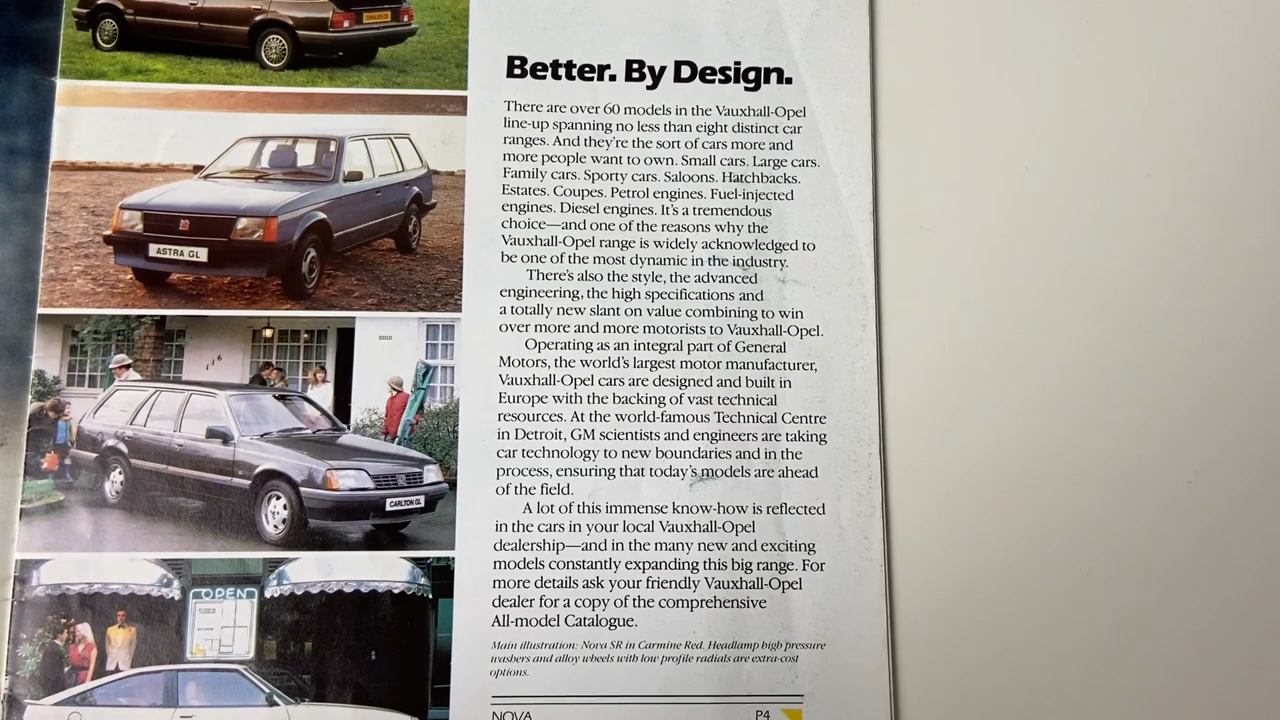 CAVALIER CD
ASTRA GL
116
CARLTON GL
OPEN
Better. By Design.
There are over 60 models in the Vauxhall-Opel
line-up spanning no less than eight distinct car
ranges. And they're the sort of cars more and
more people want to own. Small cars. Large cars.
Family cars. Sporty cars. Saloons. Hatchbacks.
Estates. Coupes. Petrol engines. Fuel-injected
engines. Diesel engines. It's a tremendous
choice—and one of the reasons why the
Vauxhall-Opel range is widely acknowledged to
be one of the most dynamic in the industry.
There's also the style, the advanced
engineering, the high specifications and
a totally new slant on value combining to win
over more and more motorists to Vauxhall-Opel.
Operating as an integral part of General
Motors, the world's largest motor manufacturer,
Vauxhall-Opel cars are designed and built in
Europe with the backing of vast technical
resources. At the world-famous Technical Centre
in Detroit, GM scientists and engineers are taking
car technology to new boundaries and in the
process, ensuring that today's models are ahead
of the field.
A lot of this immense know-how is reflected
in the cars in your local Vauxhall-Opel
dealership—and in the many new and exciting
models constantly expanding this big range. For
more details ask your friendly Vauxhall-Opel
dealer for a copy of the comprehensive
All-model Catalogue.
Main illustration: Nova SR in Carmine Red. Headlamp high pressure
washers and alloy wheels with low profile radials are extra-cost
options.
NOVA P4